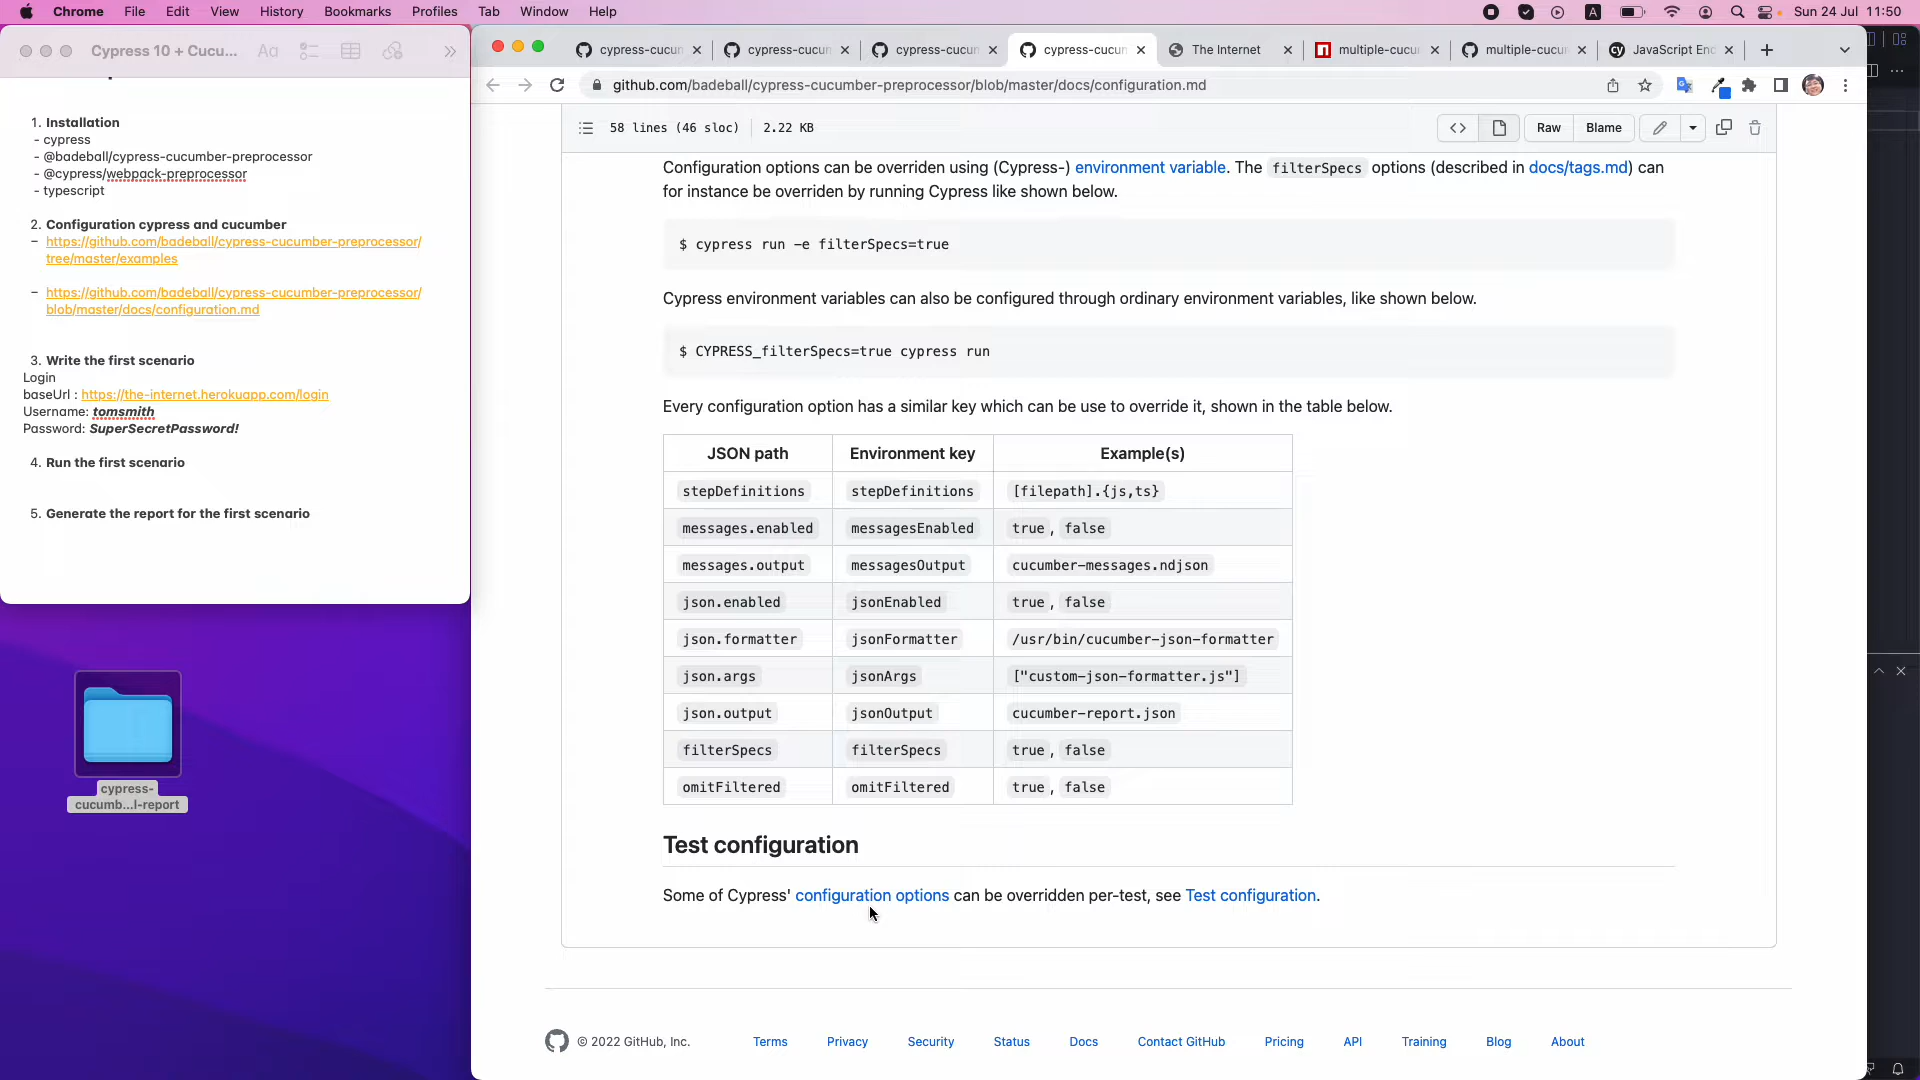 Chrome File Edit View History Bookmarks Profiles Tab Window Help
A
Sun 24 Jul 11:50
Cypress 10 + Cucu...
Aa
1. Installation
- cypress
- @badeball/cypress-cucumber-preprocessor
- @cypress/webpack-preprocessor
- typescript
2. Configuration cypress and cucumber
- https://github.com/badeball/cypress-cucumber-preprocessor/
tree/master/examples
- https://github.com/badeball/cypress-cucumber-preprocessor/
blob/master/docs/configuration.md
3. Write the first scenario
Login
baseUrl : https://the-internet.herokuapp.com/login
Username: tomsmith
Password: SuperSecretPassword!
4. Run the first scenario
5. Generate the report for the first scenario
cypress-
cucumb...l-report
cypress-cucum
cypress-cucum
cypress-cucum
cypress-cucum
The Internet
multiple-cucu
multiple-cucu
cy JavaScript End
github.com/badeball/cypress-cucumber-preprocessor/blob/master/docs/configuration.md
58 lines (46 sloc) 2.22 KB
Raw Blame
Configuration options can be overriden using (Cypress-) environment variable. The filterSpecs options (described in docs/tags.md) can
for instance be overriden by running Cypress like shown below.
$ cypress run -e filterSpecs=true
Cypress environment variables can also be configured through ordinary environment variables, like shown below.
$ CYPRESS_filterSpecs=true cypress run
Every configuration option has a similar key which can be use to override it, shown in the table below.
JSON path Environment key Example(s)
stepDefinitions stepDefinitions [filepath].{js,ts}
messages.enabled messagesEnabled true , false
messages.output messagesOutput cucumber-messages.ndjson
json.enabled jsonEnabled true , false
json.formatter jsonFormatter /usr/bin/cucumber-json-formatter
json.args jsonArgs ["custom-json-formatter.js"]
json.output jsonOutput cucumber-report.json
filterSpecs filterSpecs true , false
omitFiltered omitFiltered true , false
Test configuration
Some of Cypress' configuration options can be overridden per-test, see Test configuration.
© 2022 GitHub, Inc.
Terms Privacy Security Status Docs Contact GitHub Pricing API Training Blog About